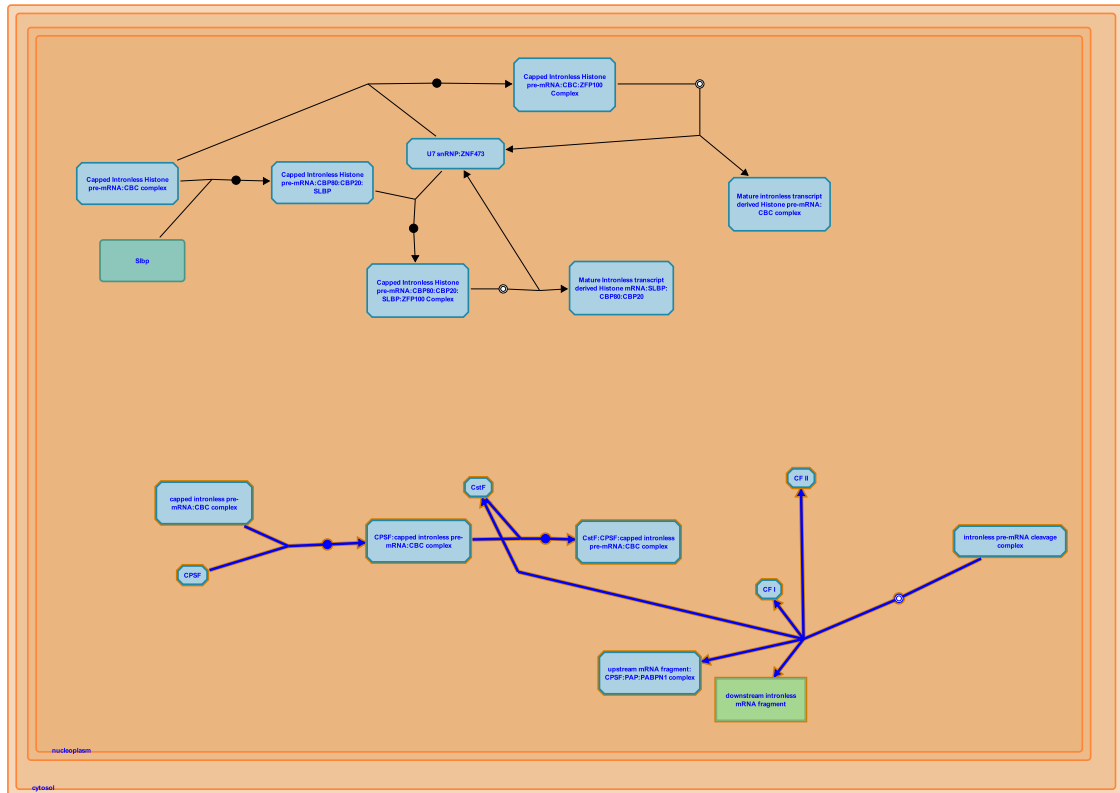 Capped Intronless Histone
pre-mRNA:CBC:ZFP100
Complex
U7 snRNP:ZNF473
Capped Intronless Histone
pre-mRNA:CBC complex
Capped Intronless Histone
pre-mRNA:CBP80:CBP20:
SLBP
Mature intronless transcript
derived Histone pre-mRNA:
CBC complex
Slbp
Capped Intronless Histone
pre-mRNA:CBP80:CBP20:
SLBP:ZFP100 Complex
Mature Intronless transcript
derived Histone mRNA:SLBP:
CBP80:CBP20
capped intronless pre-
mRNA:CBC complex
CstF
CF II
CPSF:capped intronless pre-
mRNA:CBC complex
CstF:CPSF:capped intronless
pre-mRNA:CBC complex
intronless pre-mRNA cleavage
complex
CPSF
CF I
upstream mRNA fragment:
CPSF:PAP:PABPN1 complex
downstream intronless
mRNA fragment
nucleoplasm
cytosol